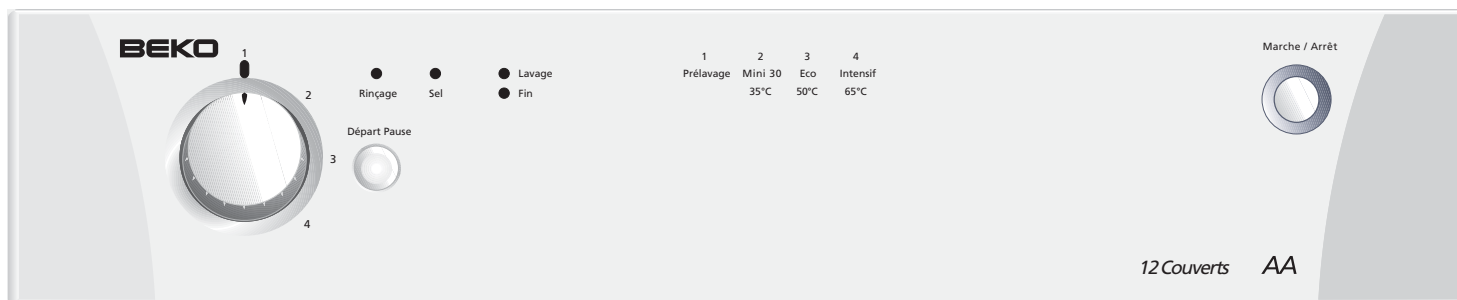 BEKO
1
2
3
4
Rinçage Sel
Lavage
Fin
Départ Pause
1 2 3 4
Prélavage Mini 30 Eco Intensif
35°C 50°C 65°C
Marche / Arrêt
12 Couverts AA